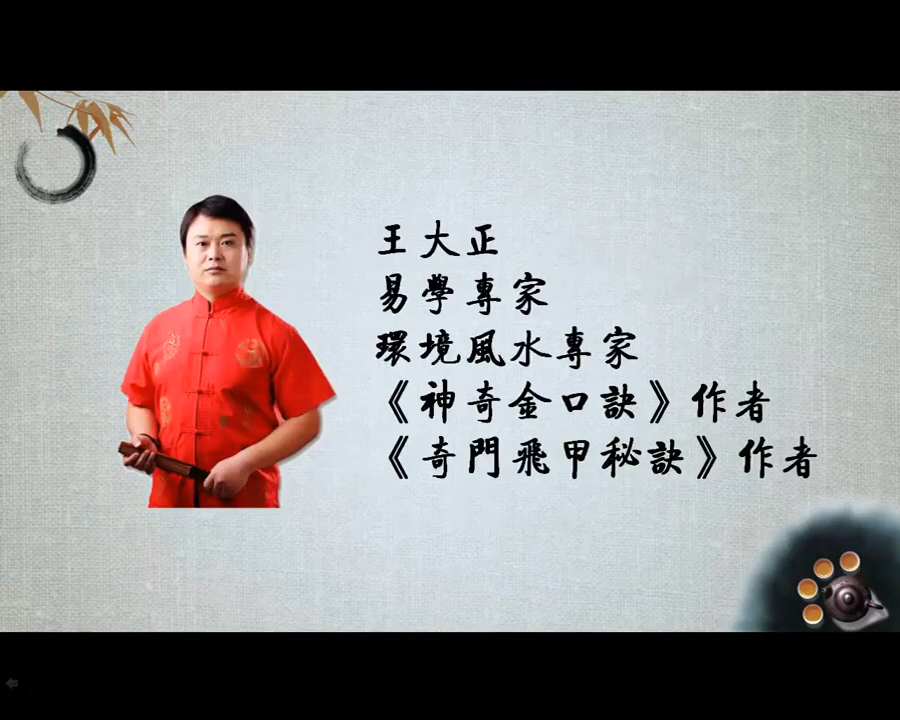 王大正
易學專家
環境風水專家
《神奇金口訣》作者
《奇門飛甲秘訣》作者